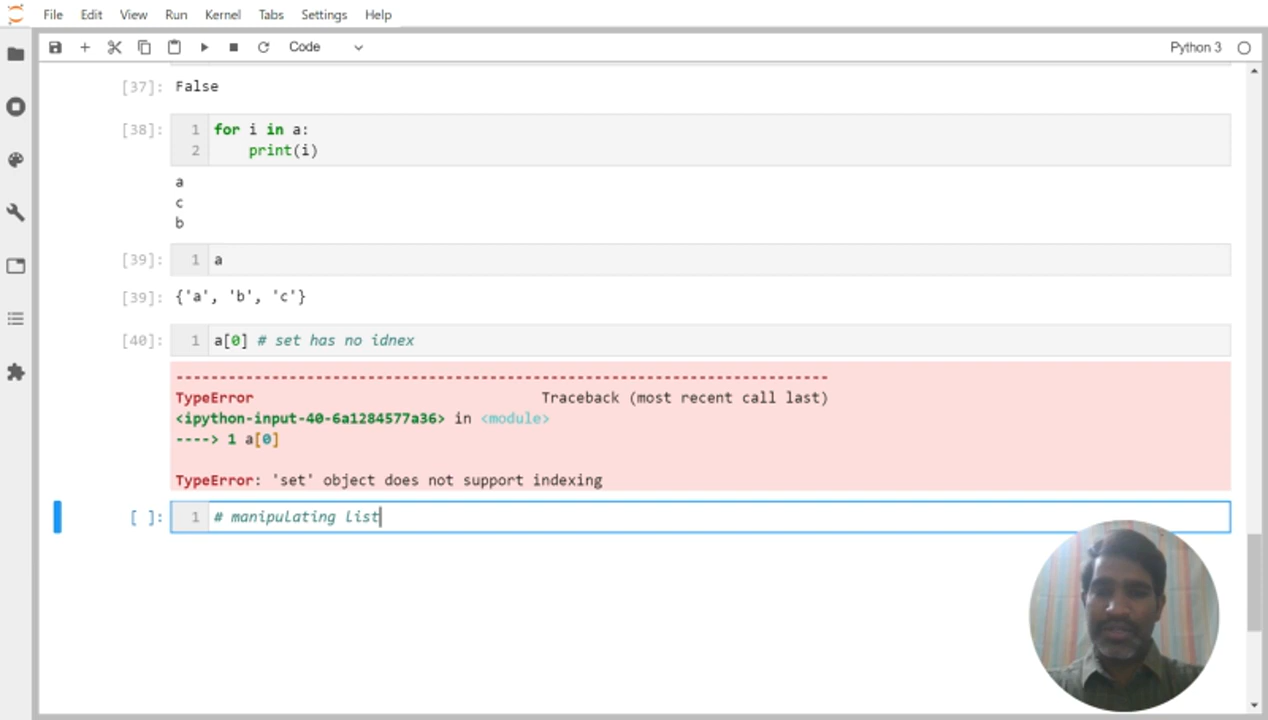 File Edit View Run Kernel Tabs Settings Help
Code Python 3
[37]: False
[38]: 1 for i in a:
2     print(i)
a
c
b
[39]: 1 a
[39]: {'a', 'b', 'c'}
[40]: 1 a[0] # set has no idnex
---------------------------------------------------------------------------
TypeError                                 Traceback (most recent call last)
<ipython-input-40-6a1284577a36> in <module>
----> 1 a[0]
TypeError: 'set' object does not support indexing
[ ]: 1 # manipulating list